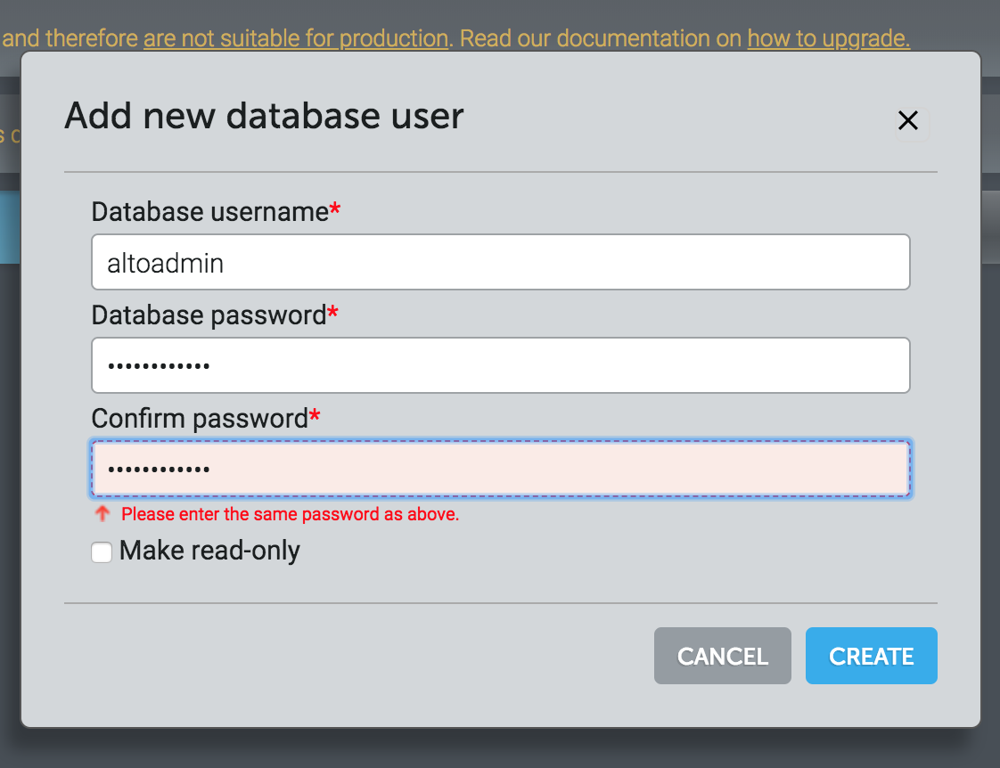 and therefore are not suitable for production. Read our documentation on how to upgrade.
Add new database user
Database username*
altoadmin
Database password*
••••••••••••
Confirm password*
••••••••••••
Please enter the same password as above.
Make read-only
CANCEL
CREATE